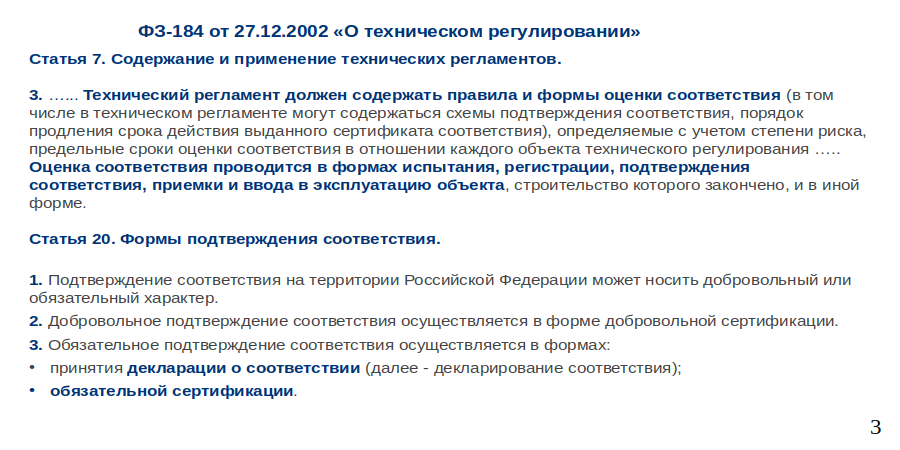 ФЗ-184 от 27.12.2002 «О техническом регулировании»
Статья 7. Содержание и применение технических регламентов.
3. …... Технический регламент должен содержать правила и формы оценки соответствия (в том
числе в техническом регламенте могут содержаться схемы подтверждения соответствия, порядок
продления срока действия выданного сертификата соответствия), определяемые с учетом степени риска,
предельные сроки оценки соответствия в отношении каждого объекта технического регулирования …..
Оценка соответствия проводится в формах испытания, регистрации, подтверждения
соответствия, приемки и ввода в эксплуатацию объекта, строительство которого закончено, и в иной
форме.
Статья 20. Формы подтверждения соответствия.
1. Подтверждение соответствия на территории Российской Федерации может носить добровольный или
обязательный характер.
2. Добровольное подтверждение соответствия осуществляется в форме добровольной сертификации.
3. Обязательное подтверждение соответствия осуществляется в формах:
• принятия декларации о соответствии (далее - декларирование соответствия);
• обязательной сертификации.
3